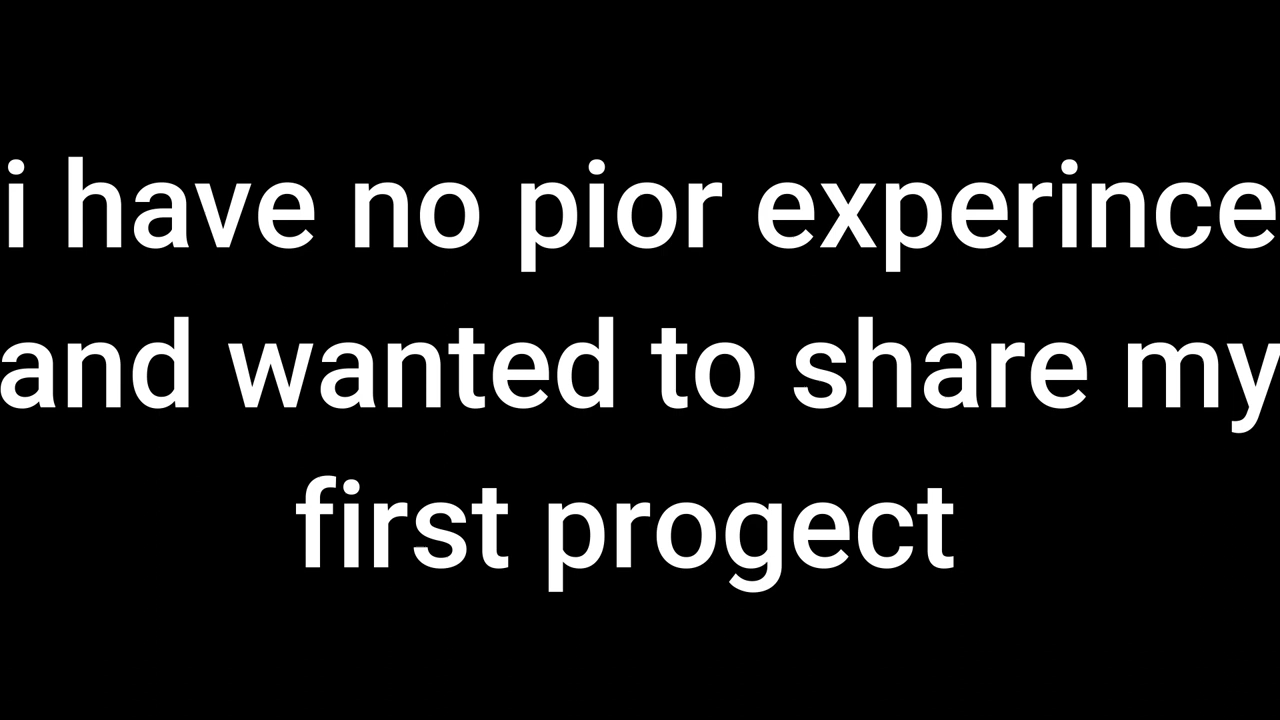 i have no pior experince
and wanted to share my
first progect